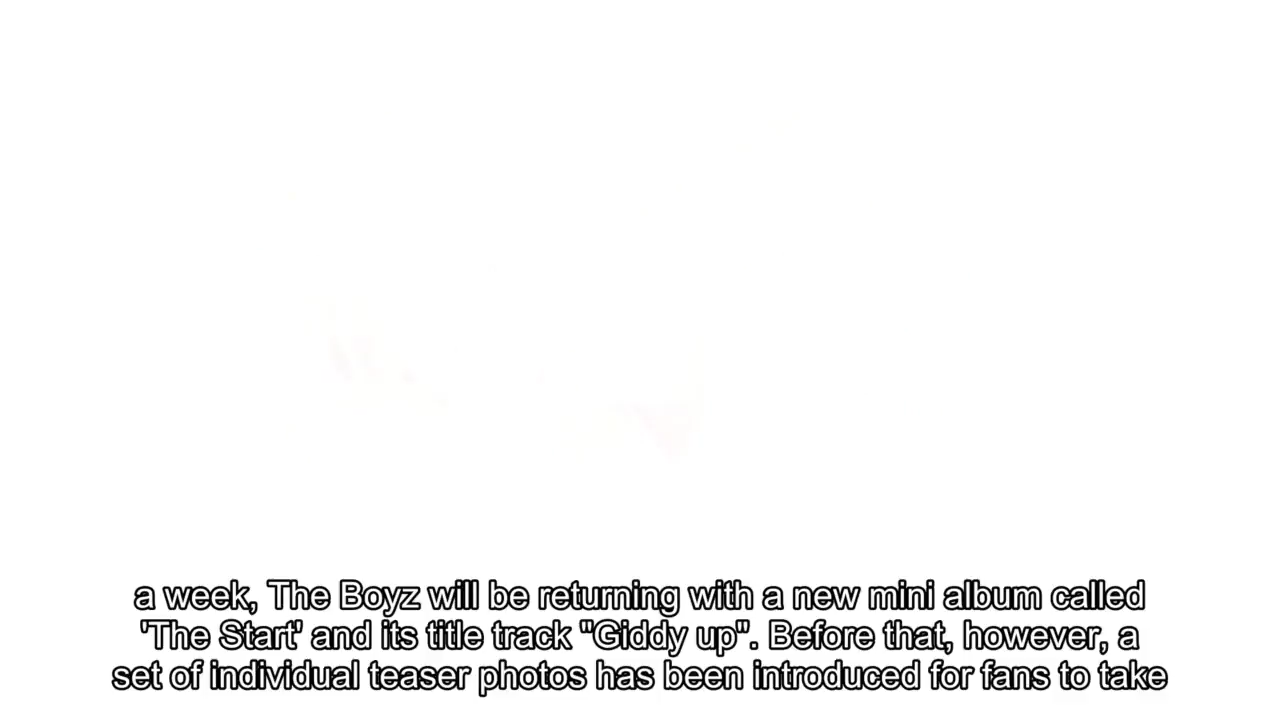 a week, The Boyz will be returning with a new mini album called
'The Start' and its title track "Giddy up". Before that, however, a
set of individual teaser photos has been introduced for fans to take